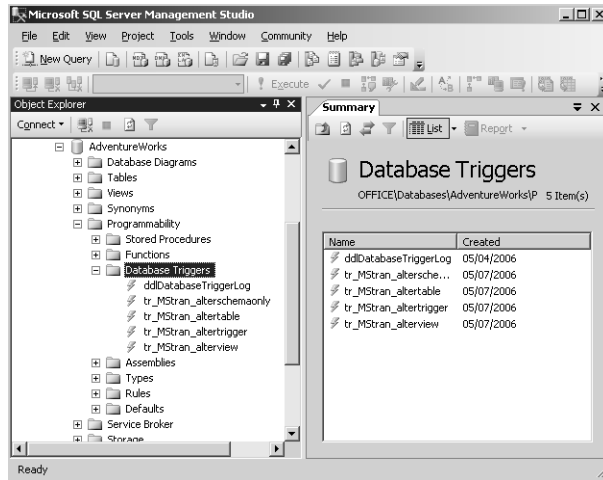 Microsoft SQL Server Management Studio
File Edit View Project Tools Window Community Help
New Query
Execute
Object Explorer
Connect
AdventureWorks
Database Diagrams
Tables
Views
Synonyms
Programmability
Stored Procedures
Functions
Database Triggers
ddlDatabaseTriggerLog
tr_MStran_alterschemaonly
tr_MStran_altertable
tr_MStran_altertrigger
tr_MStran_alterview
Assemblies
Types
Rules
Defaults
Service Broker
Storage
Summary
List Report
Database Triggers
OFFICE\Databases\AdventureWorks\P 5 Item(s)
Name Created
ddlDatabaseTriggerLog 05/04/2006
tr_MStran_altersche... 05/07/2006
tr_MStran_altertable 05/07/2006
tr_MStran_altertrigger 05/07/2006
tr_MStran_alterview 05/07/2006
Ready